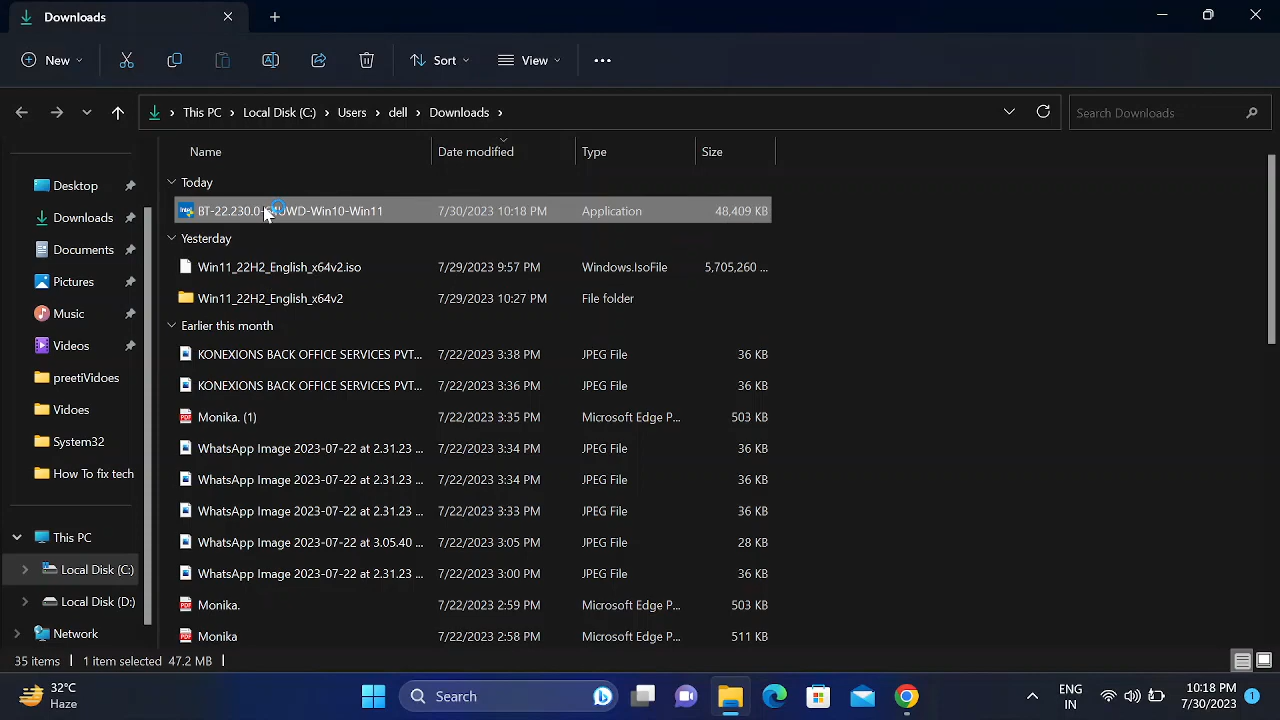 Downloads
New
Sort
View
This PC
Local Disk (C:)
Users
dell
Downloads
Search Downloads
Name
Date modified
Type
Size
Today
intel
7/30/2023 10:18 PM
Application
48,409 KB
Yesterday
Win11_22H2_English_x64v2.iso
7/29/2023 9:57 PM
Windows.IsoFile
5,705,260 ...
Win11_22H2_English_x64v2
7/29/2023 10:27 PM
File folder
Earlier this month
KONEXIONS BACK OFFICE SERVICES PVT...
7/22/2023 3:38 PM
JPEG File
36 KB
KONEXIONS BACK OFFICE SERVICES PVT...
7/22/2023 3:36 PM
JPEG File
36 KB
PDF
Monika. (1)
7/22/2023 3:35 PM
Microsoft Edge P...
503 KB
WhatsApp Image 2023-07-22 at 2.31.23 ...
7/22/2023 3:34 PM
JPEG File
36 KB
WhatsApp Image 2023-07-22 at 2.31.23 ...
7/22/2023 3:34 PM
JPEG File
36 KB
WhatsApp Image 2023-07-22 at 2.31.23 ...
7/22/2023 3:33 PM
JPEG File
36 KB
WhatsApp Image 2023-07-22 at 3.05.40 ...
7/22/2023 3:05 PM
JPEG File
28 KB
WhatsApp Image 2023-07-22 at 2.31.23 ...
7/22/2023 3:00 PM
JPEG File
36 KB
PDF
Monika.
7/22/2023 2:59 PM
Microsoft Edge P...
503 KB
PDF
Monika
7/22/2023 2:58 PM
Microsoft Edge P...
511 KB
Desktop
Downloads
Documents
Pictures
Music
Videos
preetiVidoes
Vidoes
System32
How To fix tech
This PC
Local Disk (C:)
Local Disk (D:)
Network
35 items
1 item selected 47.2 MB
32°C
Haze
Search
ENG
IN
10:18 PM
7/30/2023
1